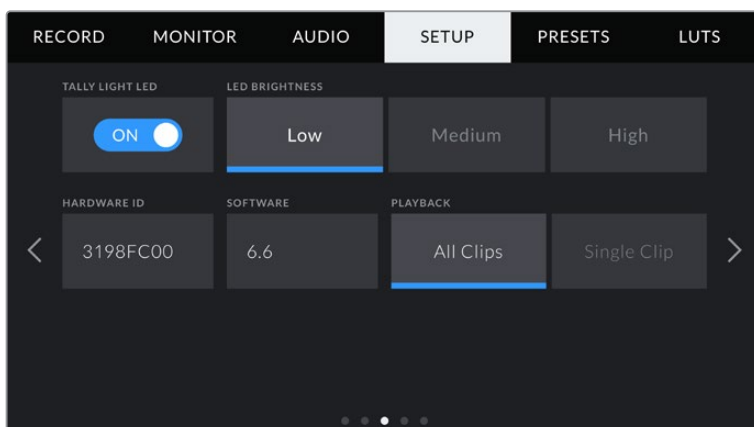 RECORD MONITOR AUDIO SETUP PRESETS LUTS
TALLY LIGHT LED LED BRIGHTNESS
ON Low Medium High
HARDWARE ID SOFTWARE PLAYBACK
3198FC00 6.6 All Clips Single Clip